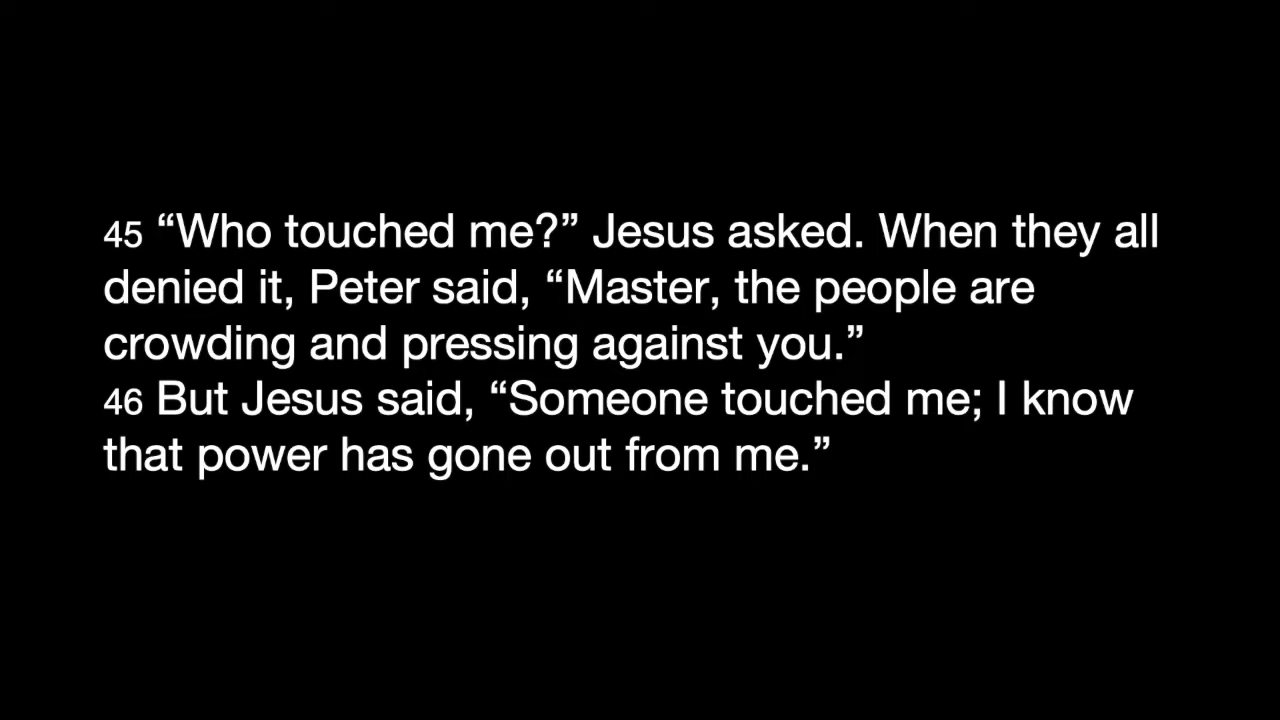 45 “Who touched me?” Jesus asked. When they all
denied it, Peter said, “Master, the people are
crowding and pressing against you.”
46 But Jesus said, “Someone touched me; I know
that power has gone out from me.”